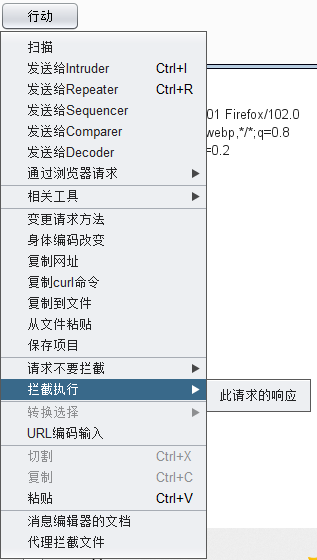 行动
扫描
发送给Intruder Ctrl+I
发送给Repeater Ctrl+R
发送给Sequencer
发送给Comparer
发送给Decoder
通过浏览器请求
相关工具
变更请求方法
身体编码改变
复制网址
复制curl命令
复制到文件
从文件粘贴
保存项目
请求不要拦截
拦截执行
此请求的响应
转换选择
URL编码输入
切割 Ctrl+X
复制 Ctrl+C
粘贴 Ctrl+V
消息编辑器的文档
代理拦截文件
01 Firefox/102.0
webp,*/*;q=0.8
=0.2